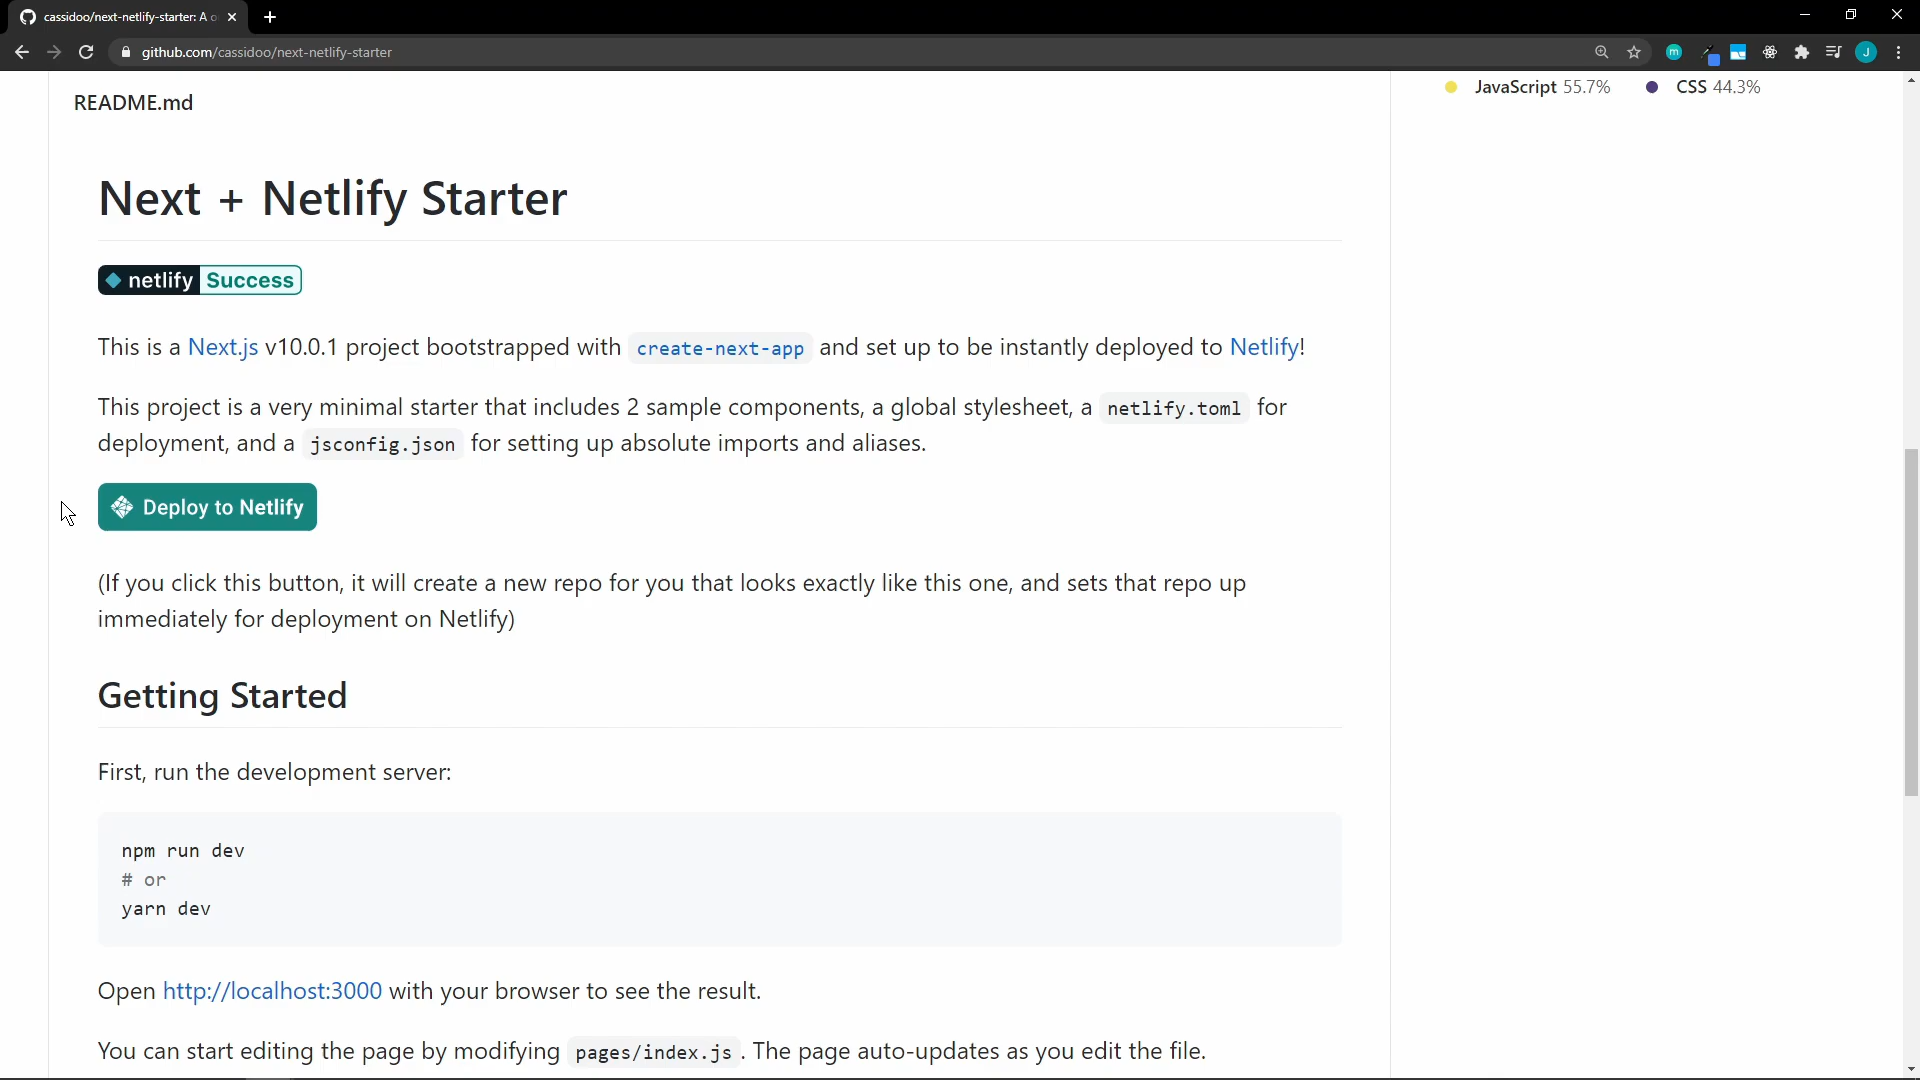 cassidoo/next-netlify-starter: A o
github.com/cassidoo/next-netlify-starter
m
J
README.md
JavaScript 55.7%
CSS 44.3%
Next + Netlify Starter
netlify Success
This is a Next.js v10.0.1 project bootstrapped with create-next-app and set up to be instantly deployed to Netlify!
This project is a very minimal starter that includes 2 sample components, a global stylesheet, a netlify.toml for
deployment, and a jsconfig.json for setting up absolute imports and aliases.
Deploy to Netlify
(If you click this button, it will create a new repo for you that looks exactly like this one, and sets that repo up
immediately for deployment on Netlify)
Getting Started
First, run the development server:
npm run dev
# or
yarn dev
Open http://localhost:3000 with your browser to see the result.
You can start editing the page by modifying pages/index.js . The page auto-updates as you edit the file.